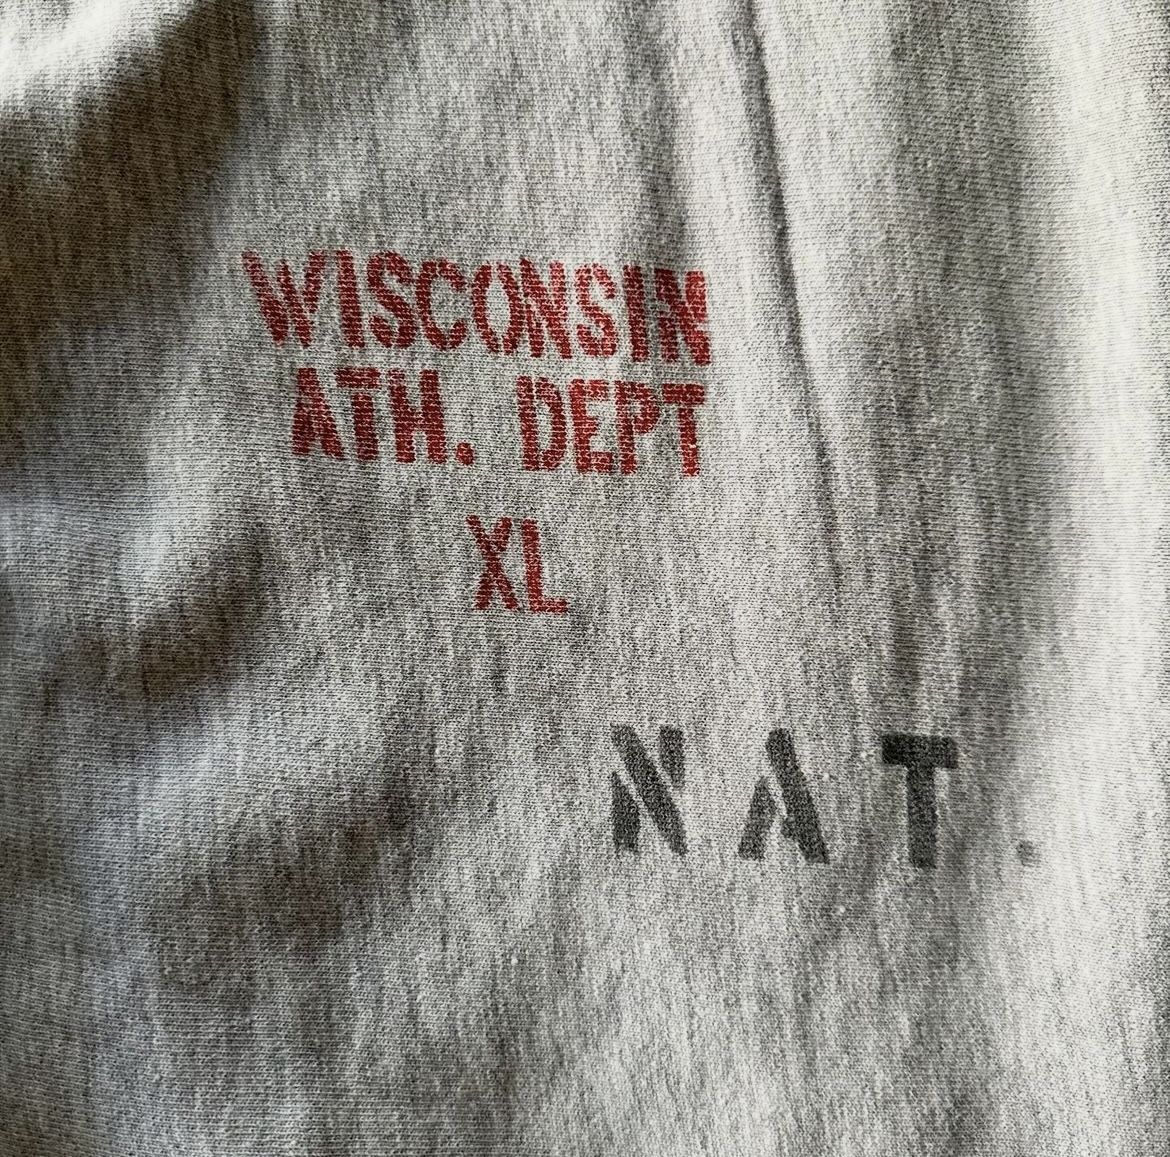 WISCONSIN
ATH. DEPT
XL
NAT.